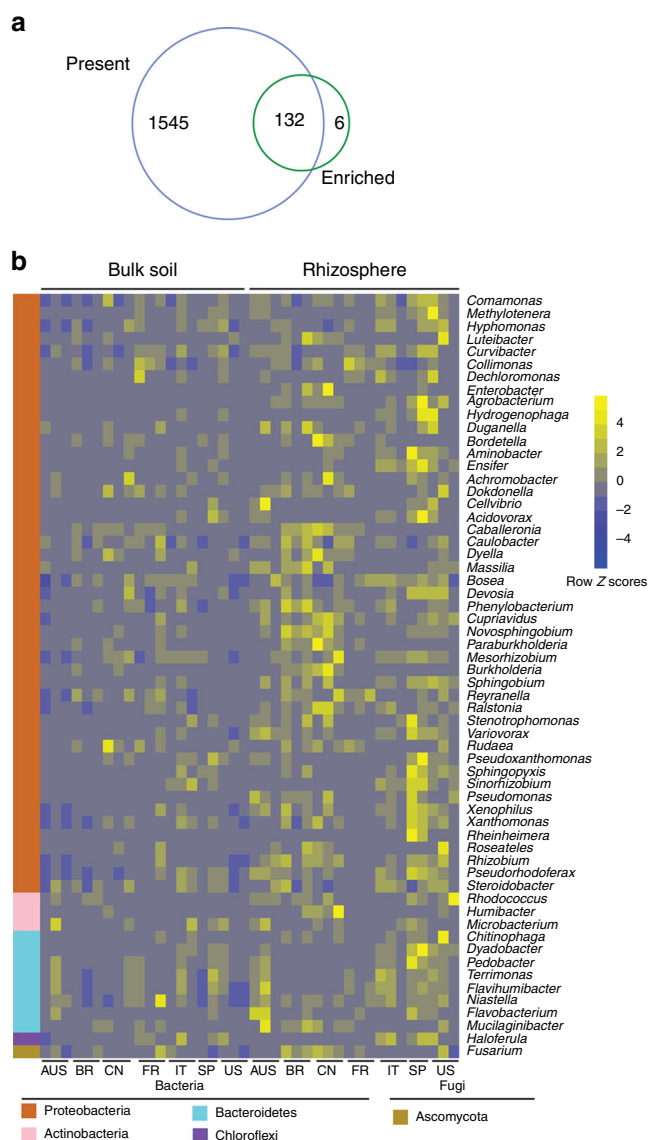 a
Present
1545
132
6
Enriched
b
Bulk soil
Rhizosphere
Comamonas
Methylotenera
Hyphomonas
Luteibacter
Curvibacter
Collimonas
Dechloromonas
Enterobacter
Agrobacterium
Hydrogenophaga
Duganella
Bordetella
Aminobacter
Ensifer
Achromobacter
Dokdonella
Cellvibrio
Acidovorax
Caballeronia
Caulobacter
Dyella
Massilia
Bosea
Devosia
Phenylobacterium
Cupriavidus
Novosphingobium
Paraburkholderia
Mesorhizobium
Burkholderia
Sphingobium
Reyranella
Ralstonia
Stenotrophomonas
Variovorax
Rudaea
Pseudoxanthomonas
Sphingopyxis
Sinorhizobium
Pseudomonas
Xenophilus
Xanthomonas
Rheinheimera
Roseateles
Rhizobium
Pseudorhodoferax
Steroidobacter
Rhodococcus
Humibacter
Microbacterium
Chitinophaga
Dyadobacter
Pedobacter
Terrimonas
Flavihumibacter
Niastella
Flavobacterium
Mucilaginibacter
Haloferula
Fusarium
4
2
0
−2
−4
Row Z scores
AUS BR CN FR IT SP US AUS BR CN FR IT SP US
Bacteria
Fugi
Proteobacteria
Bacteroidetes
Ascomycota
Actinobacteria
Chloroflexi